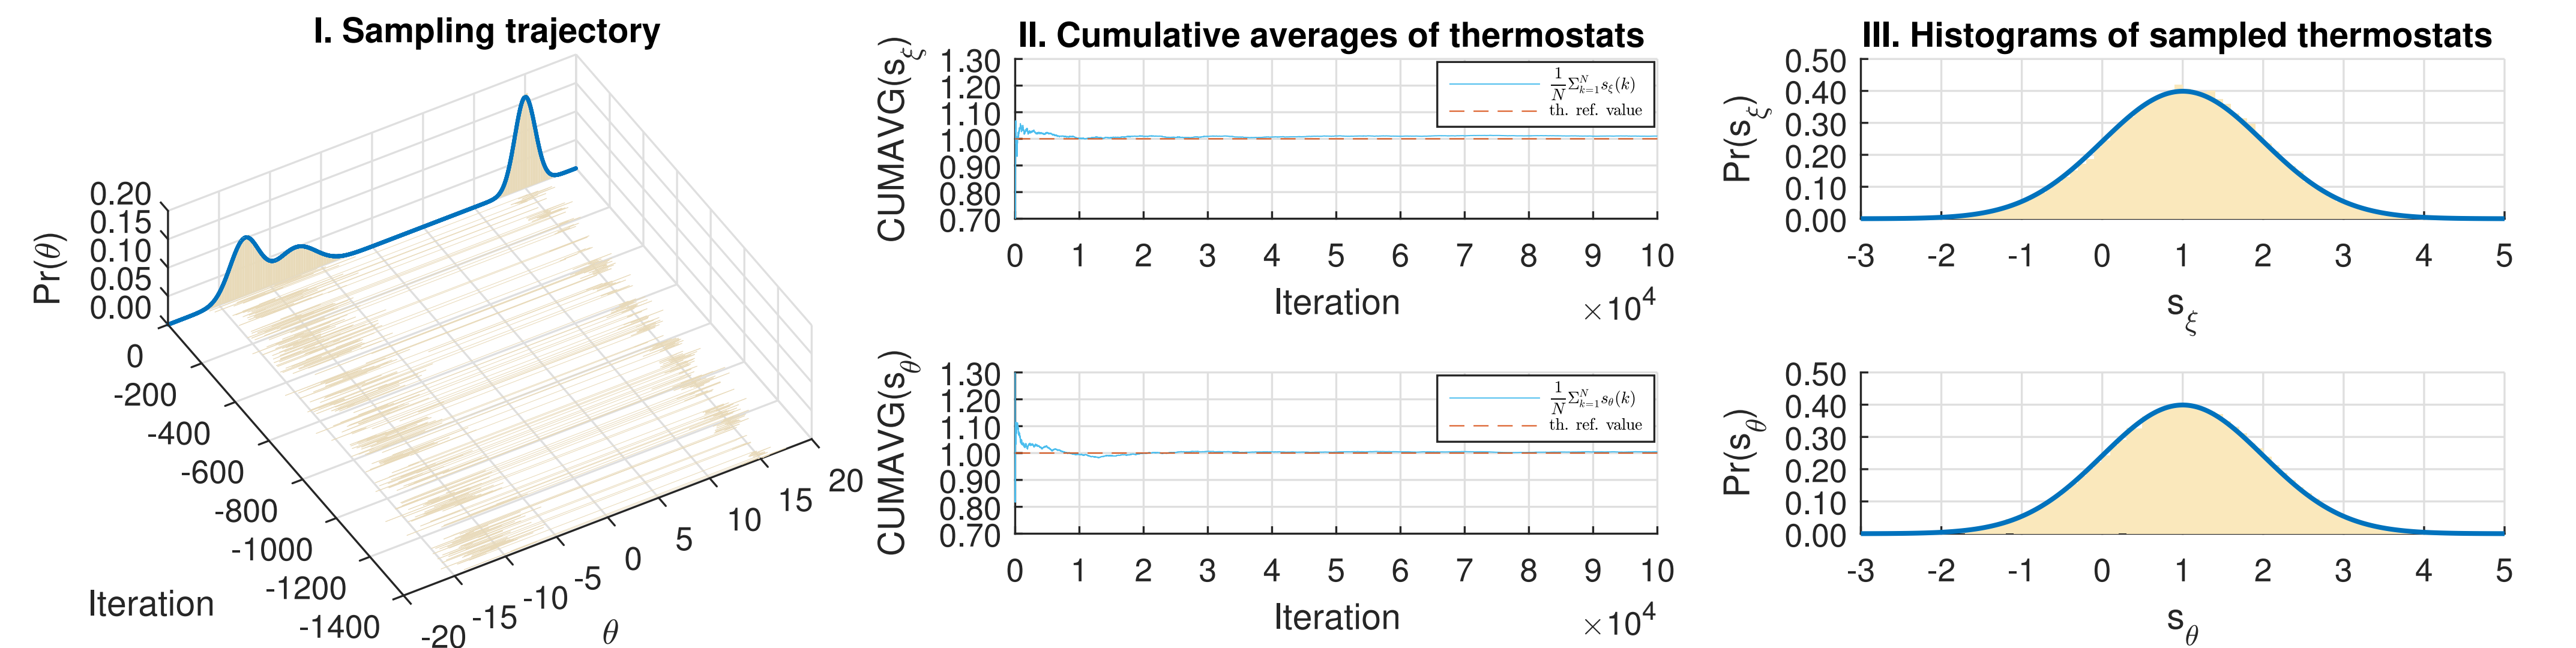 I. Sampling trajectory
Pr(θ)
0.20
0.15
0.10
0.05
0.00
0
-200
-400
-600
-800
-1000
-1200
-1400
Iteration
-20
-15
-10
-5
0
5
10
15
20
θ
II. Cumulative averages of thermostats
CUMAVG(s_ξ)
1.30
1.20
1.10
1.00
0.90
0.80
0.70
1/N Σ_{k=1}^N s_ξ(k)
th. ref. value
0 1 2 3 4 5 6 7 8 9 10
Iteration
×10^4
CUMAVG(s_θ)
1.30
1.20
1.10
1.00
0.90
0.80
0.70
1/N Σ_{k=1}^N s_θ(k)
th. ref. value
0 1 2 3 4 5 6 7 8 9 10
Iteration
×10^4
III. Histograms of sampled thermostats
Pr(s_ξ)
0.50
0.40
0.30
0.20
0.10
0.00
-3 -2 -1 0 1 2 3 4 5
s_ξ
Pr(s_θ)
0.50
0.40
0.30
0.20
0.10
0.00
-3 -2 -1 0 1 2 3 4 5
s_θ